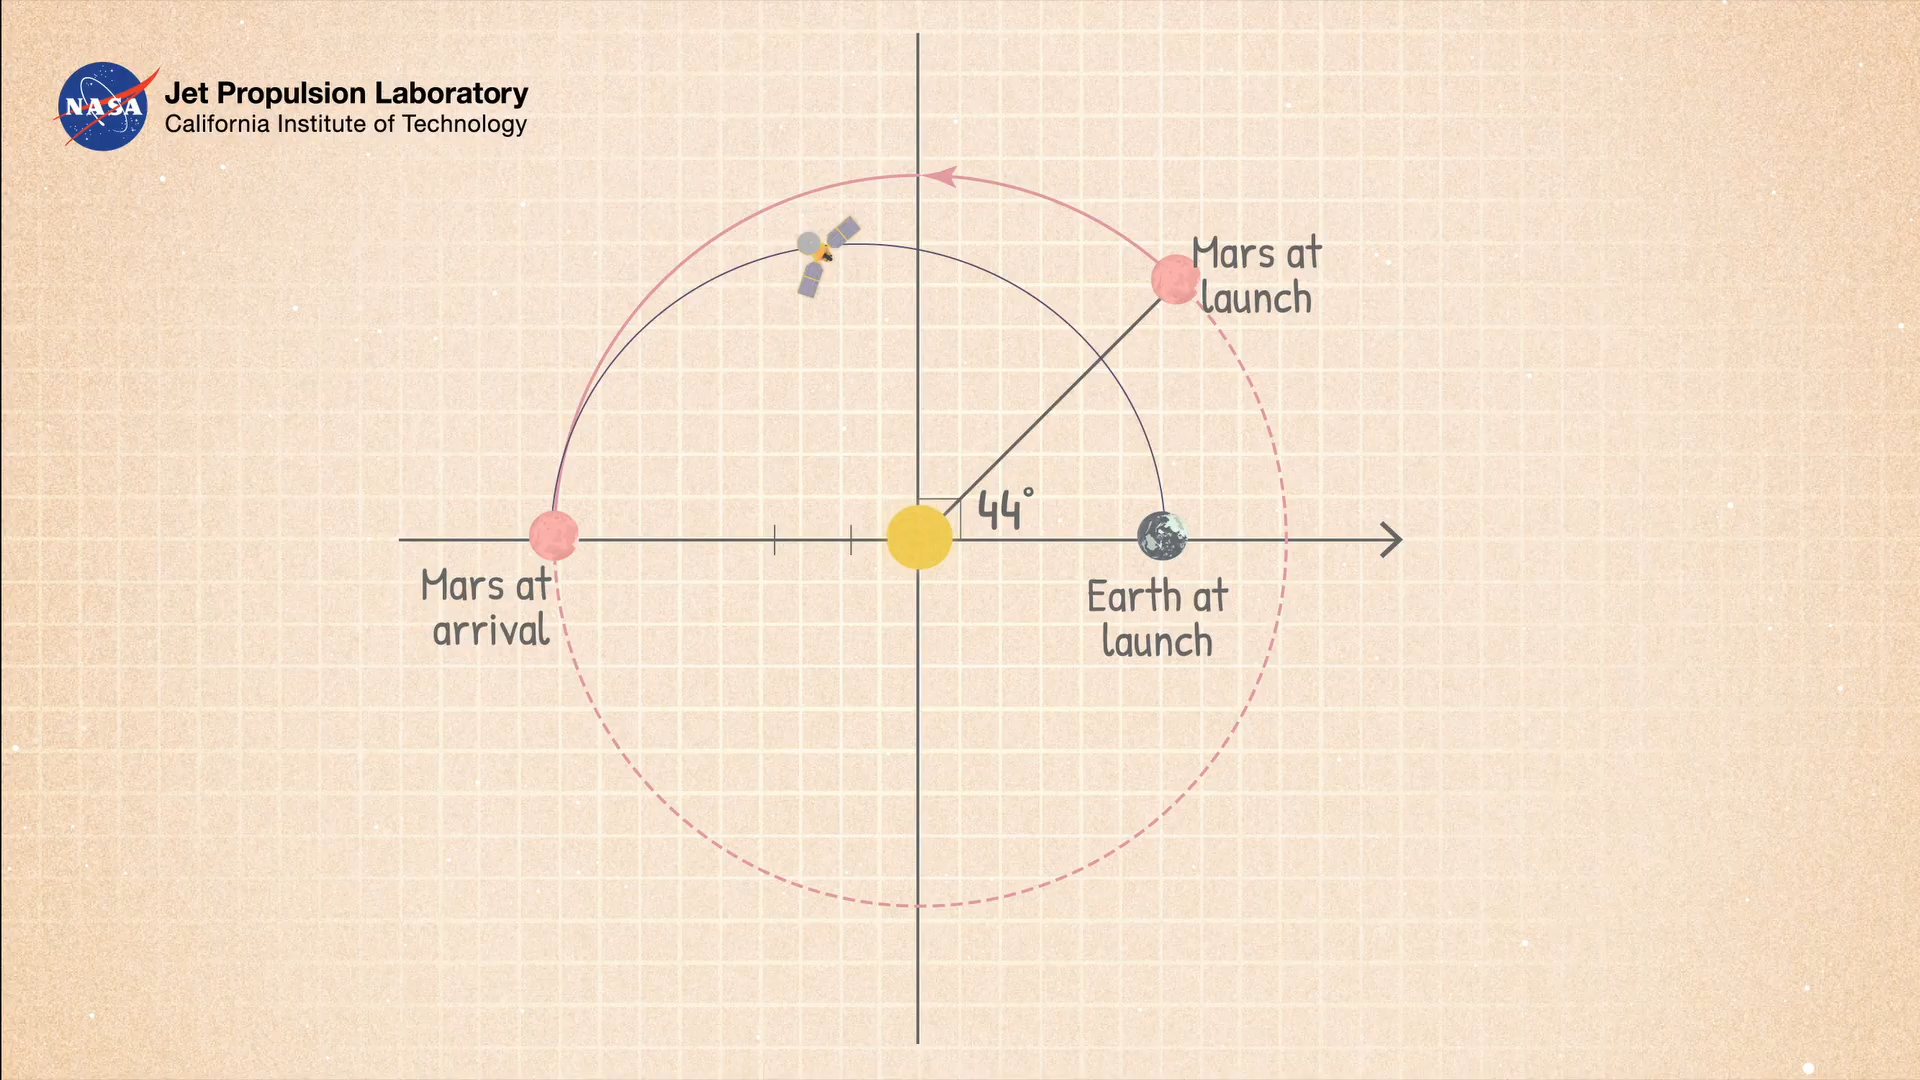 NASA
Jet Propulsion Laboratory
California Institute of Technology
Mars at
launch
44°
Mars at
arrival
Earth at
launch